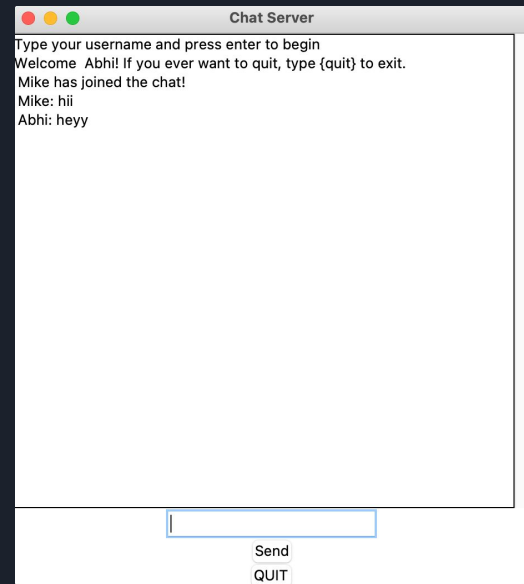 Chat Server
Type your username and press enter to begin
Welcome  Abhi! If you ever want to quit, type {quit} to exit.
Mike has joined the chat!
Mike: hii
Abhi: heyy
Send
QUIT